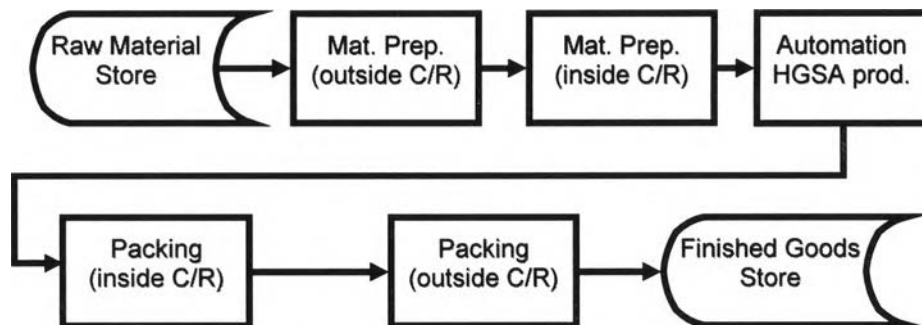 Raw Material
Store
Mat. Prep.
(outside C/R)
Mat. Prep.
(inside C/R)
Automation
HGSA prod.
Packing
(inside C/R)
Packing
(outside C/R)
Finished Goods
Store